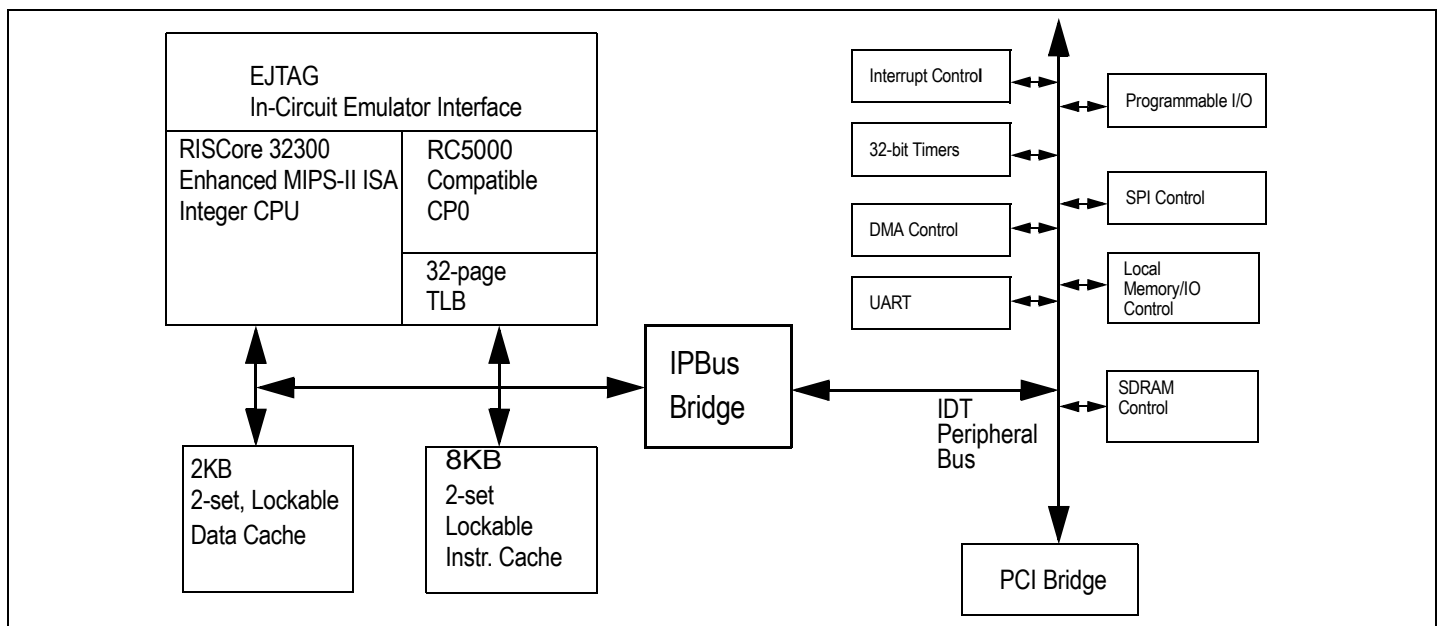 EJTAG
In-Circuit Emulator Interface
RISCore 32300
Enhanced MIPS-II ISA
Integer CPU
RC5000
Compatible
CP0
32-page
TLB
2KB
2-set, Lockable
Data Cache
8KB
2-set
Lockable
Instr. Cache
IPBus
Bridge
IDT
Peripheral
Bus
Interrupt Control
32-bit Timers
DMA Control
UART
Programmable I/O
SPI Control
Local
Memory/IO
Control
SDRAM
Control
PCI Bridge